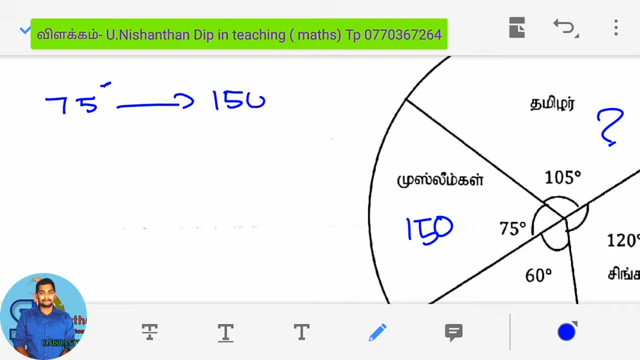 விளக்கம்- U.Nishanthan Dip in teaching ( maths) Tp 0770367264
75° → 150
தமிழர்
?
முஸ்லீம்கள்
105°
150
75°
120°
60°
சிங்க
T T T